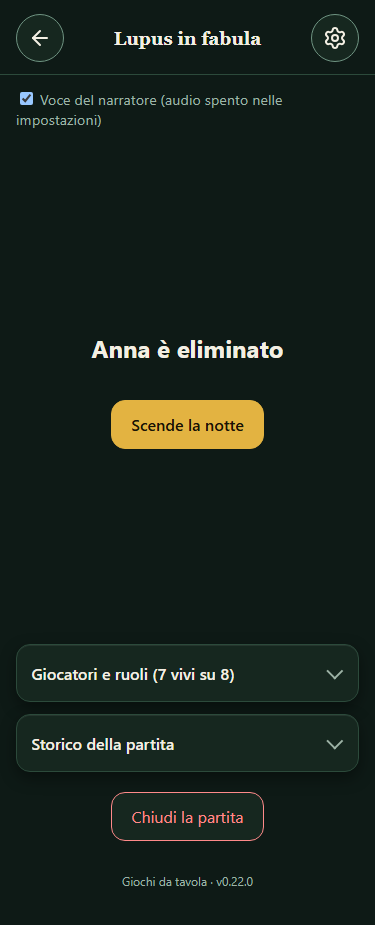 Lupus in fabula
Voce del narratore (audio spento nelle
impostazioni)
Anna è eliminato
Scende la notte
Giocatori e ruoli (7 vivi su 8)
Storico della partita
Chiudi la partita
Giochi da tavola · v0.22.0